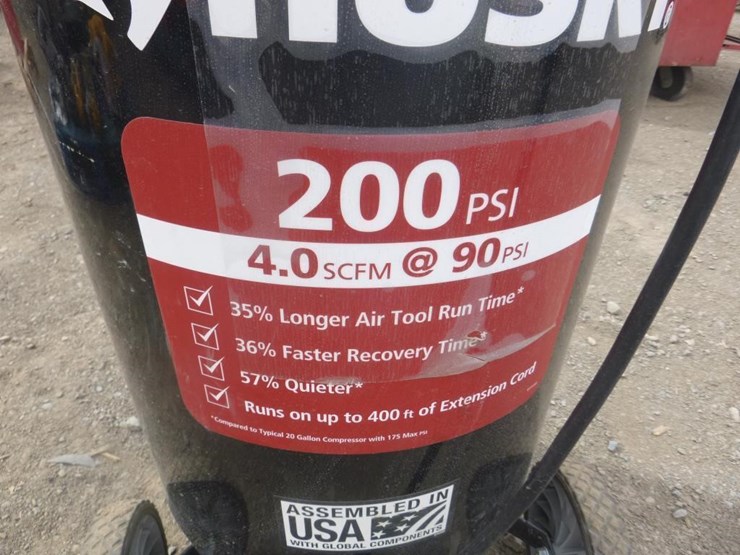 HUSKY
200 PSI
4.0 SCFM @ 90 PSI
35% Longer Air Tool Run Time*
36% Faster Recovery Time*
57% Quieter*
Runs on up to 400 ft of Extension Cord
*Compared to Typical 20 Gallon Compressor with 175 Max PSI
ASSEMBLED IN
USA
WITH GLOBAL COMPONENTS